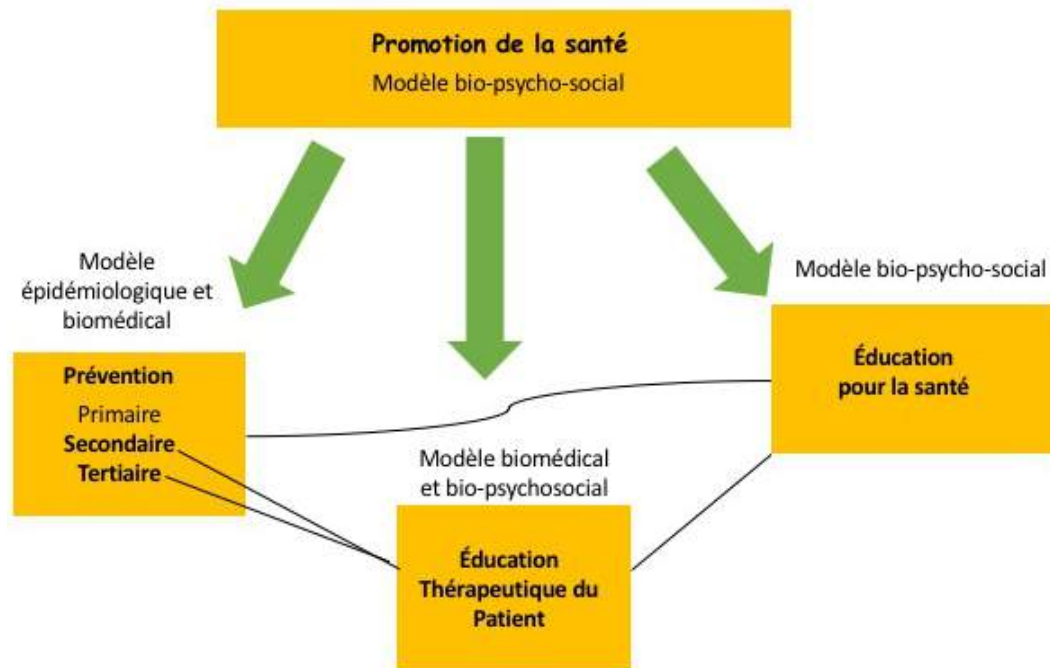 Promotion de la santé
Modèle bio-psycho-social
Modèle
épidémiologique et
biomédical
Modèle bio-psycho-social
Prévention
Primaire
Secondaire
Tertiaire
Éducation
pour la santé
Modèle biomédical
et bio-psychosocial
Éducation
Thérapeutique du
Patient